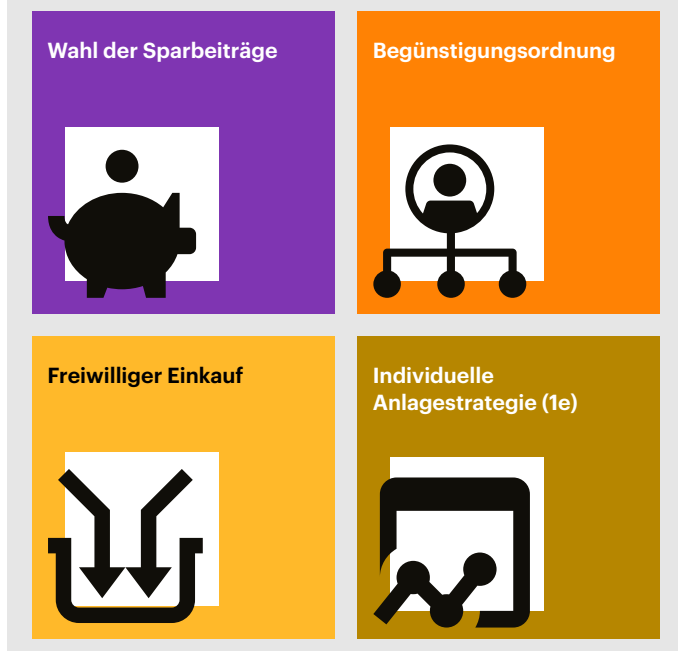 Wahl der Sparbeiträge
Begünstigungsordnung
Freiwilliger Einkauf
Individuelle
Anlagestrategie (1e)